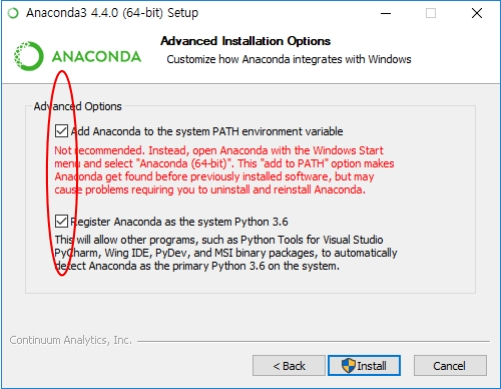 Anaconda3 4.4.0 (64-bit) Setup
Advanced Installation Options
Customize how Anaconda integrates with Windows
ANACONDA
Advanced Options
Add Anaconda to the system PATH environment variable
Not recommended. Instead, open Anaconda with the Windows Start
menu and select "Anaconda (64-bit)". This "add to PATH" option makes
Anaconda get found before previously installed software, but may
cause problems requiring you to uninstall and reinstall Anaconda.
Register Anaconda as the system Python 3.6
This will allow other programs, such as Python Tools for Visual Studio
PyCharm, Wing IDE, PyDev, and MSI binary packages, to automatically
detect Anaconda as the primary Python 3.6 on the system.
Continuum Analytics, Inc.
< Back
Install
Cancel